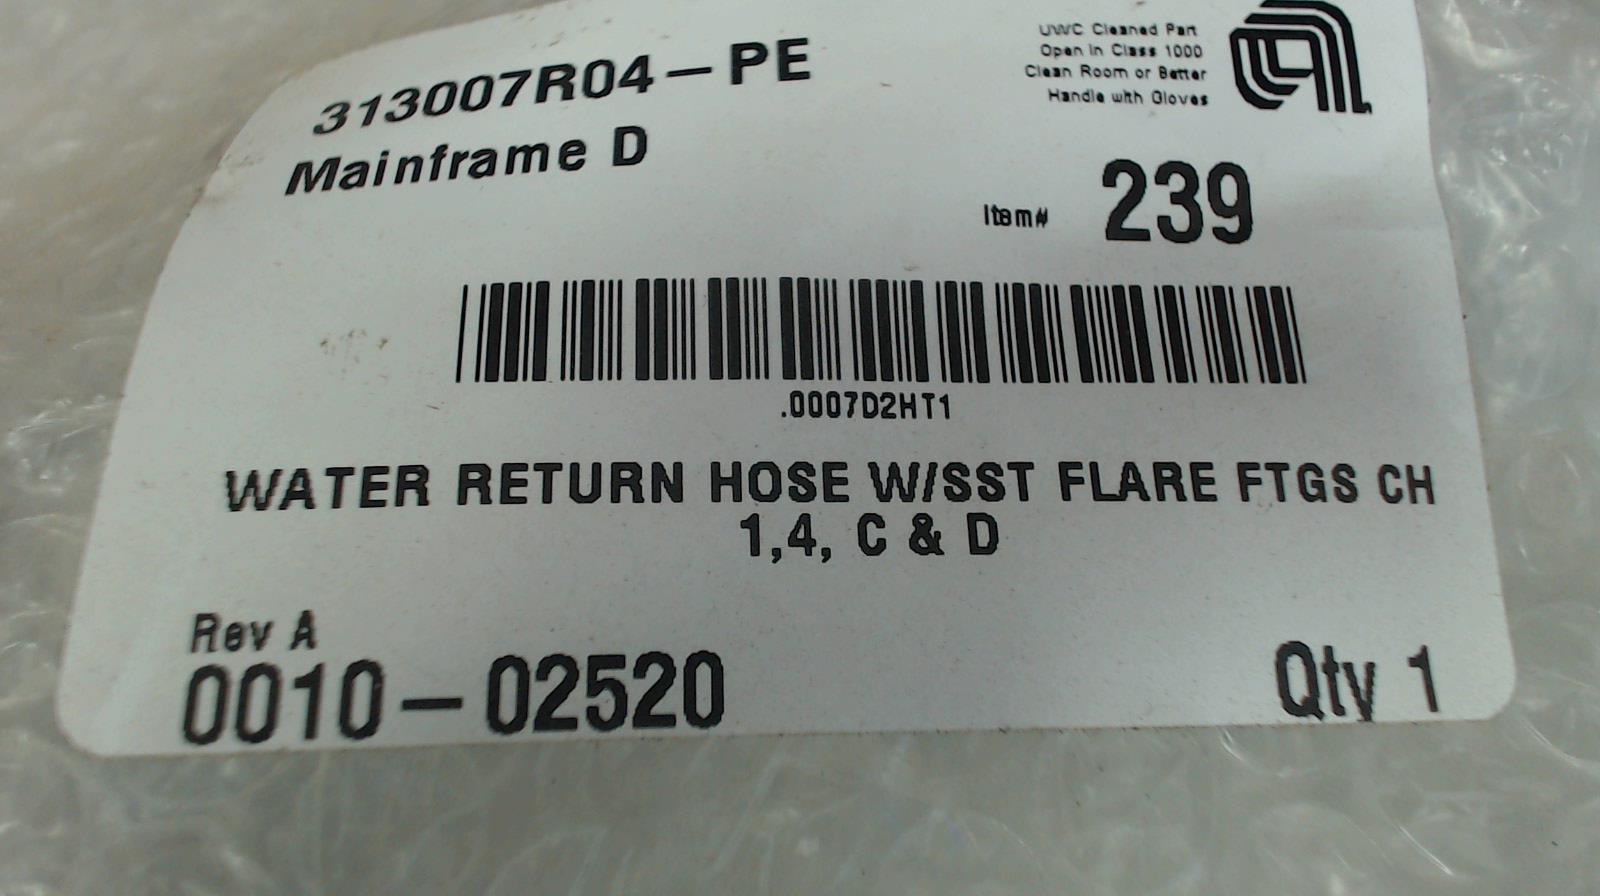 313007R04-PE
Mainframe D
UWC Cleaned Part
Open in Class 1000
Clean Room or Better
Handle with Gloves
Item# 239
.0007D2HT1
WATER RETURN HOSE W/SST FLARE FTGS CH
1,4, C & D
Rev A
0010-02520
Qty 1